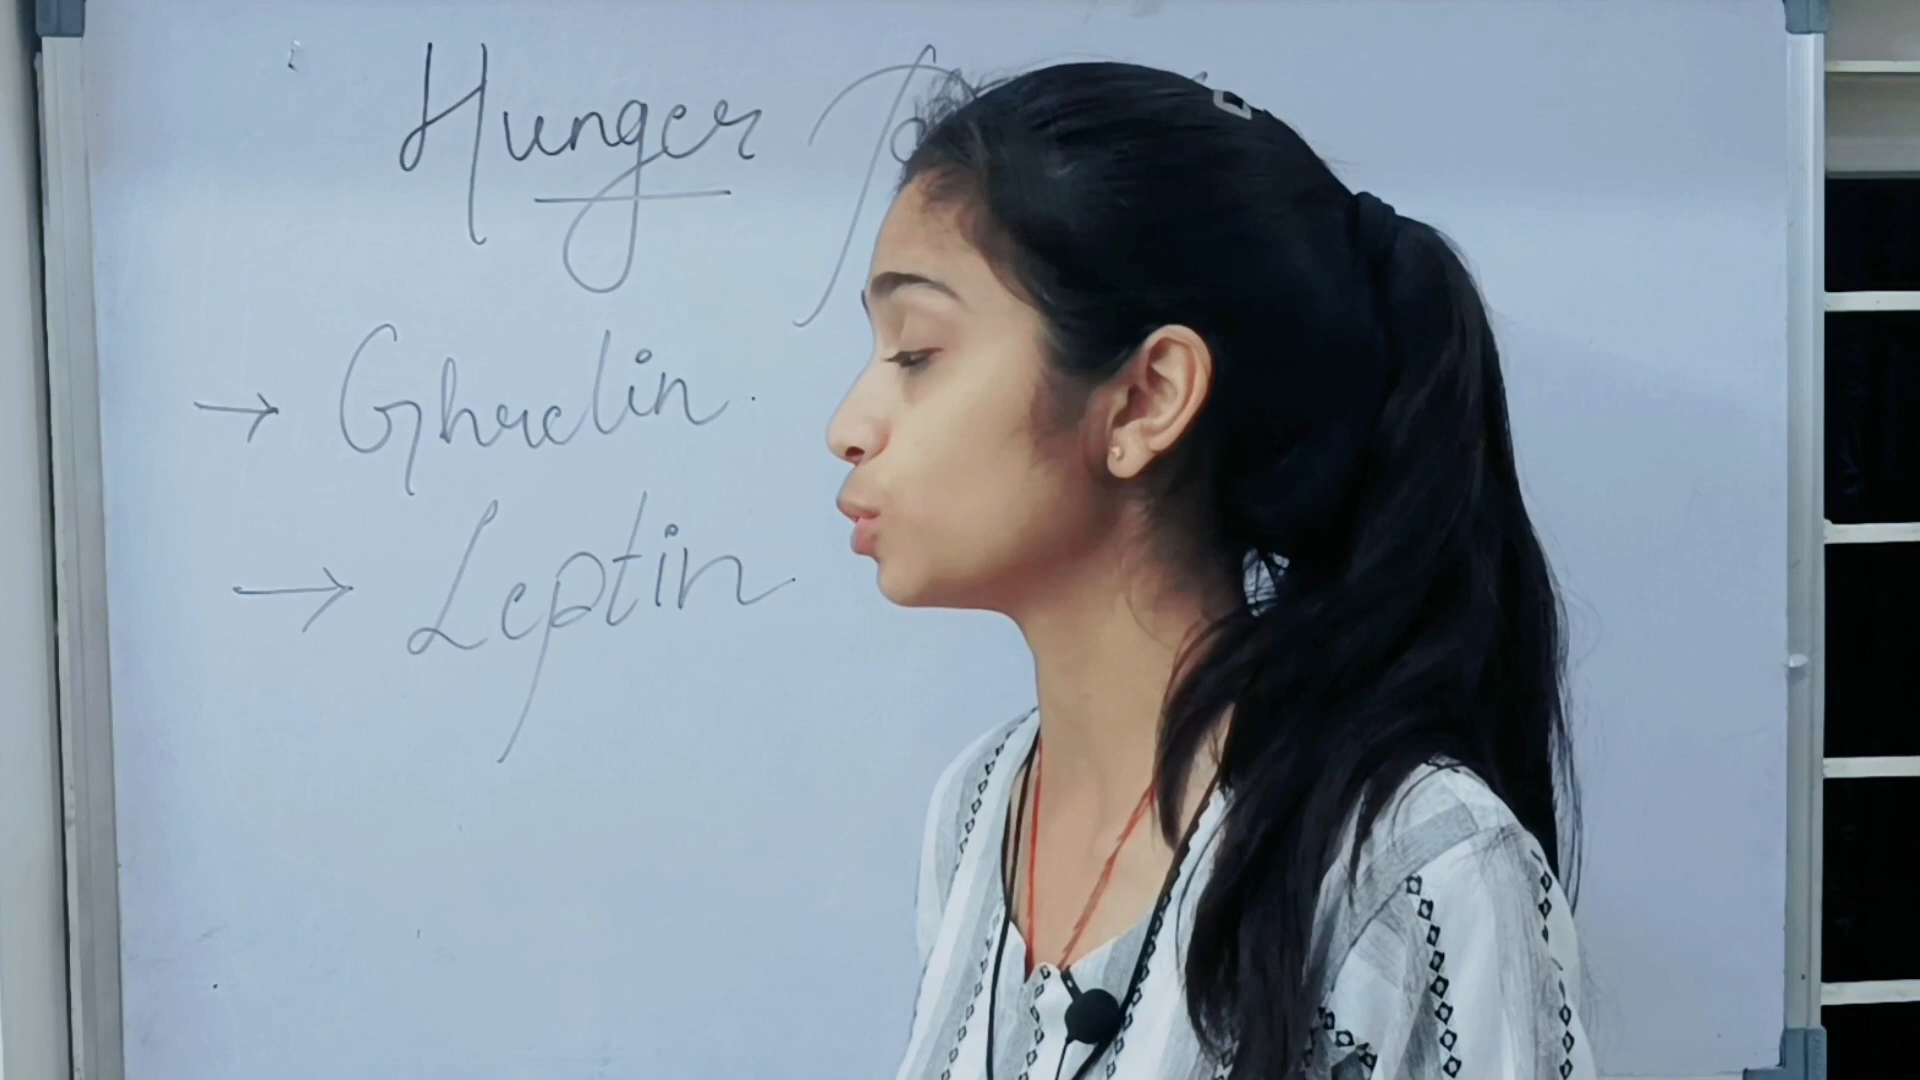 Hunger
→ Ghrelin.
→ Leptin.